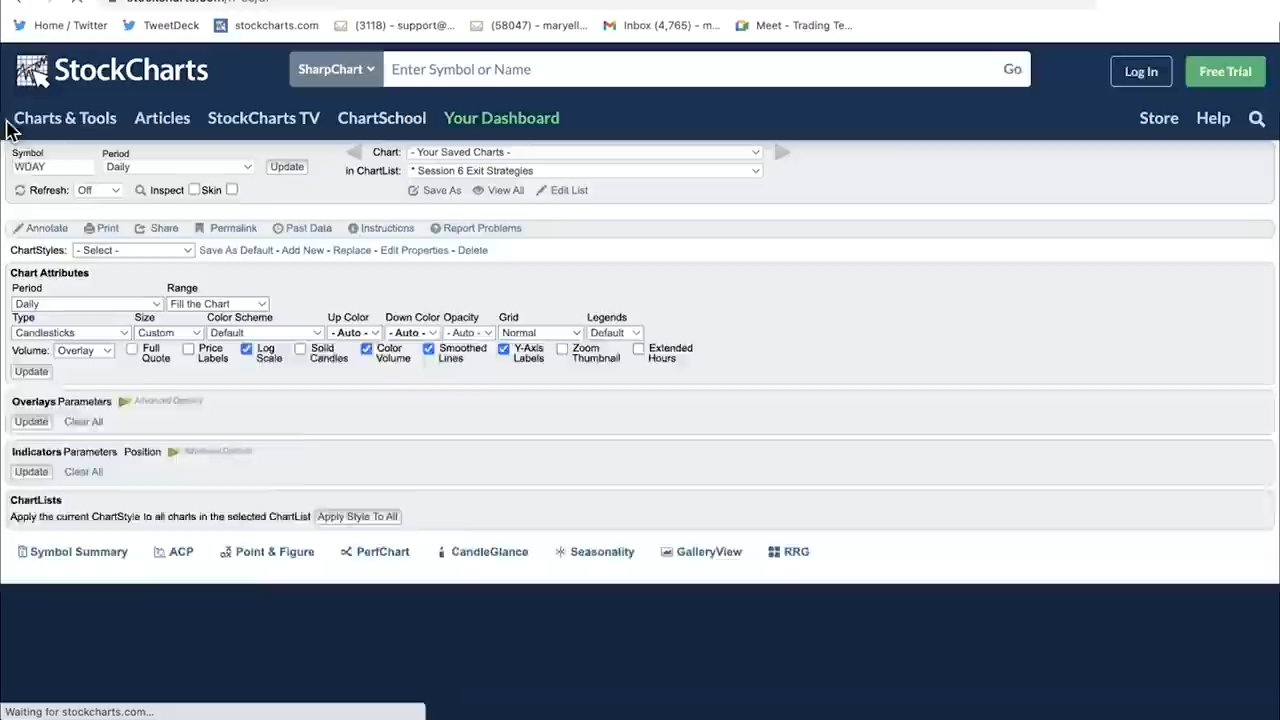 Home / Twitter TweetDeck stockcharts.com (3118) - support@... (58047) - maryell... Inbox (4,765) - m... Meet - Trading Te...
StockCharts SharpChart Enter Symbol or Name Go Log In Free Trial
Charts & Tools Articles StockCharts TV ChartSchool Your Dashboard Store Help
Symbol Period Chart: - Your Saved Charts -
WDAY Daily Update in ChartList: * Session 6 Exit Strategies
Refresh: Off Inspect Skin Save As View All Edit List
Annotate Print Share Permalink Past Data Instructions Report Problems
ChartStyles: - Select - Save As Default - Add New - Replace - Edit Properties - Delete
Chart Attributes
Period Range
Daily Fill the Chart
Type Size Color Scheme Up Color Down Color Opacity Grid Legends
Candlesticks Custom Default - Auto - - Auto - - Auto - Normal Default
Volume: Overlay Full Quote Price Labels Log Scale Solid Candles Color Volume Smoothed Lines Y-Axis Labels Zoom Thumbnail Extended Hours
Update
Overlays Parameters Advanced Options
Update Clear All
Indicators Parameters Position Advanced Options
Update Clear All
ChartLists
Apply the current ChartStyle to all charts in the selected ChartList Apply Style To All
Symbol Summary ACP Point & Figure PerfChart CandleGlance Seasonality GalleryView RRG
Waiting for stockcharts.com...